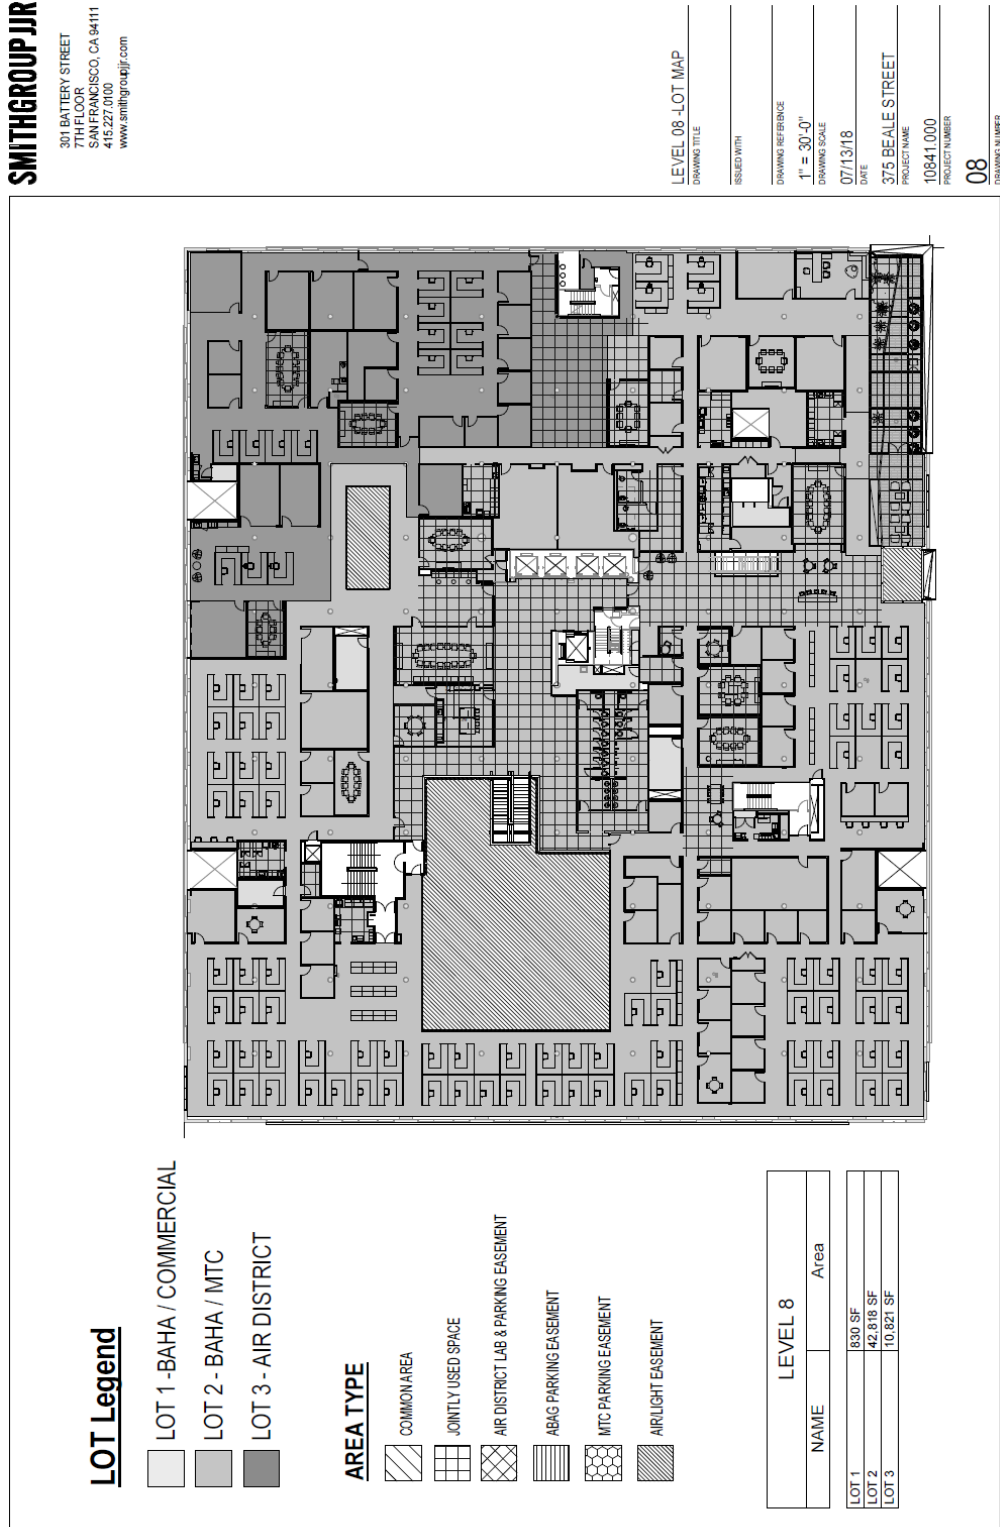 SMITHGROUPJJR
301 BATTERY STREET
7TH FLOOR
SAN FRANCISCO, CA 94111
415.227.0100
www.smithgroupjjr.com
LEVEL 08 -LOT MAP
DRAWING TITLE
ISSUED WITH
DRAWING REFERENCE
1" = 30'-0"
DRAWING SCALE
07/13/18
DATE
375 BEALE STREET
PROJECT NAME
10841.000
PROJECT NUMBER
08
DRAWING NUMBER
LOT Legend
LOT 1 -BAHA / COMMERCIAL
LOT 2 - BAHA / MTC
LOT 3 - AIR DISTRICT
AREA TYPE
COMMON AREA
JOINTLY USED SPACE
AIR DISTRICT LAB & PARKING EASEMENT
ABAG PARKING EASEMENT
MTC PARKING EASEMENT
AIR/LIGHT EASEMENT
LEVEL 8
NAME Area
LOT 1 830 SF
LOT 2 42,818 SF
LOT 3 10,821 SF